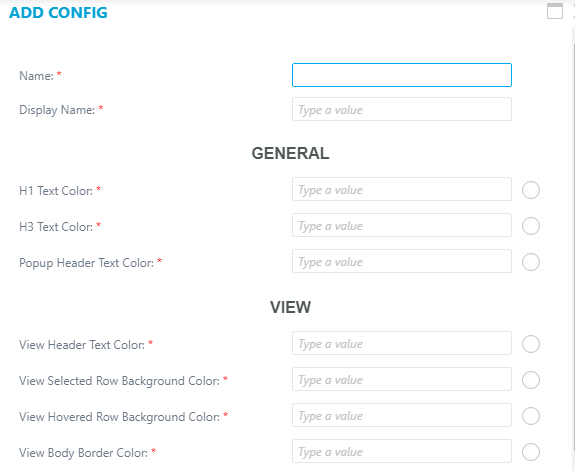 ADD CONFIG
Name: *
Display Name: * Type a value
GENERAL
H1 Text Color: * Type a value
H3 Text Color: * Type a value
Popup Header Text Color: * Type a value
VIEW
View Header Text Color: * Type a value
View Selected Row Background Color: * Type a value
View Hovered Row Background Color: * Type a value
View Body Border Color: * Type a value